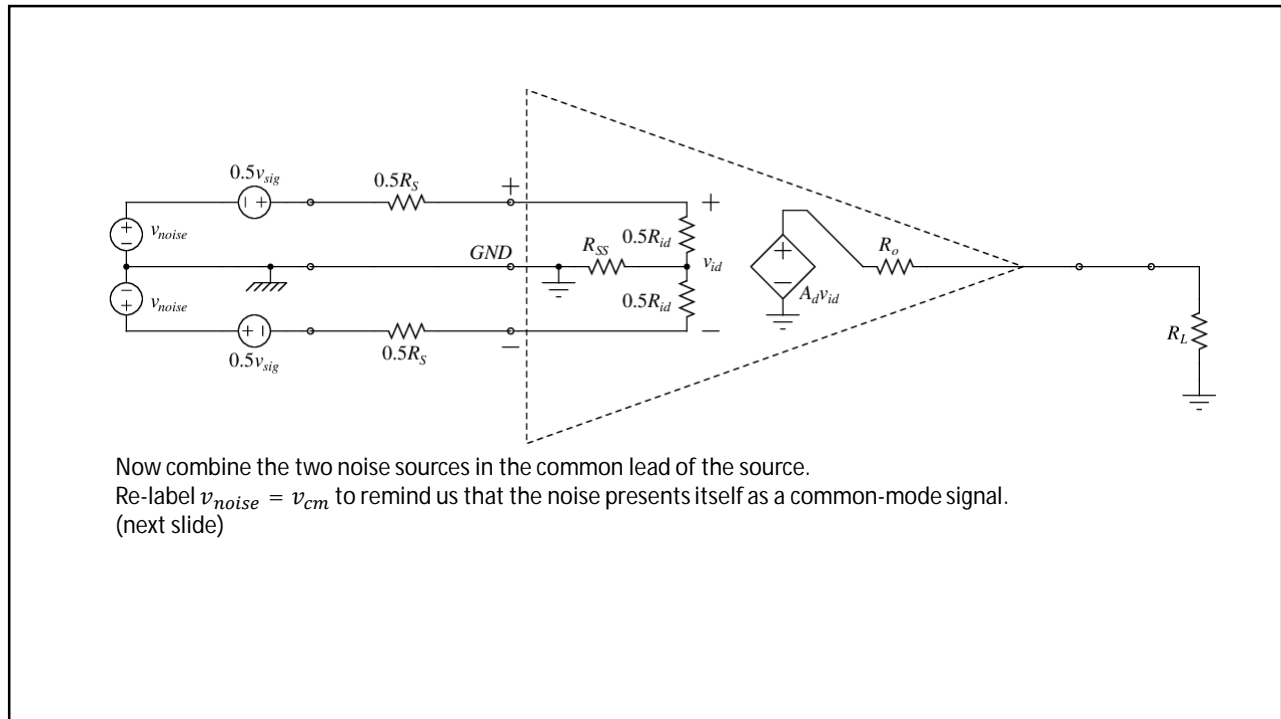 0.5v_sig
0.5R_S
+
+
v_noise
GND
R_SS
0.5R_id
v_id
R_o
+
−
A_d v_id
v_noise
0.5R_id
0.5v_sig
0.5R_S
−
−
R_L
Now combine the two noise sources in the common lead of the source.
Re-label v_noise = v_cm to remind us that the noise presents itself as a common-mode signal.
(next slide)